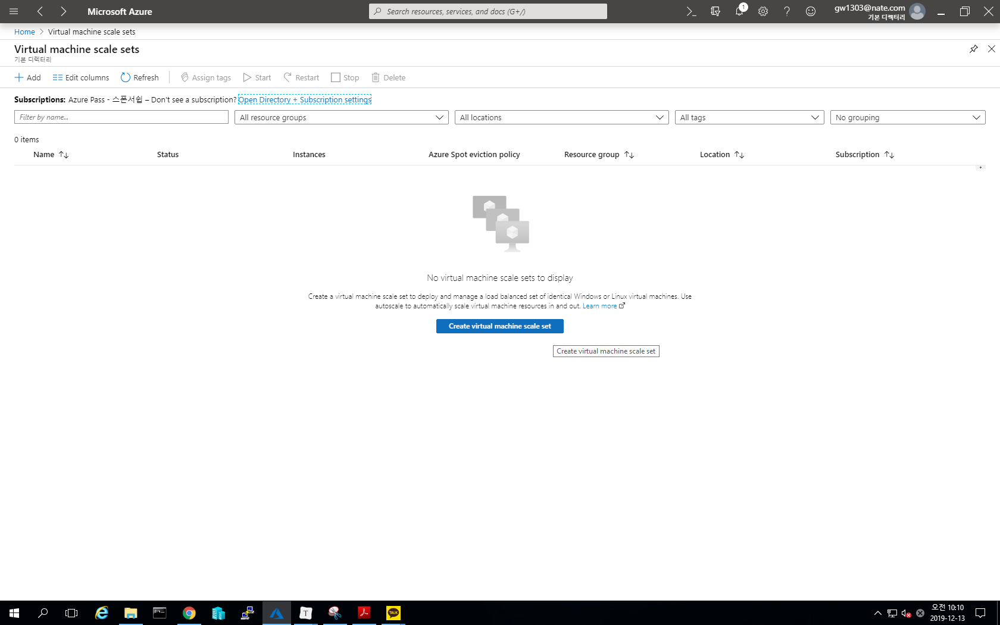 Microsoft Azure
Search resources, services, and docs (G+/)
1
gw1303@nate.com
기본 디렉터리
Home > Virtual machine scale sets
Virtual machine scale sets
기본 디렉터리
Add Edit columns Refresh Assign tags Start Restart Stop Delete
Subscriptions: Azure Pass - 스폰서쉽 – Don't see a subscription? Open Directory + Subscription settings
Filter by name... All resource groups All locations All tags No grouping
0 items
Name Status Instances Azure Spot eviction policy Resource group Location Subscription
No virtual machine scale sets to display
Create a virtual machine scale set to deploy and manage a load balanced set of identical Windows or Linux virtual machines. Use
autoscale to automatically scale virtual machine resources in and out. Learn more
Create virtual machine scale set
Create virtual machine scale set
T
TALK
오전 10:10
2019-12-13